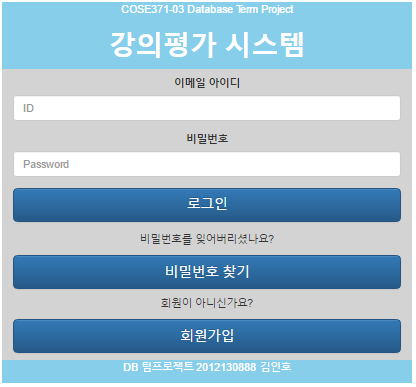 COSE371-03 Database Term Project
강의평가 시스템
이메일 아이디
ID
비밀번호
Password
로그인
비밀번호를 잊어버리셨나요?
비밀번호 찾기
회원이 아니신가요?
회원가입
DB 텀프로젝트 2012130888 김인호